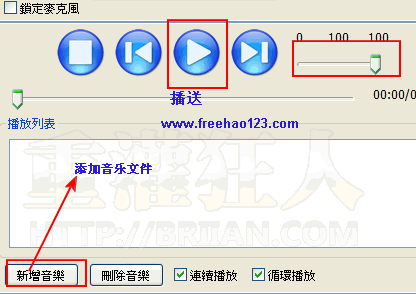 鎖定麥克風
0 100 100
播送
00:00/0
www.freehao123.com
播放列表
添加音乐文件
重灌狂人
HTTP://BRIIAN.COM
新增音樂 刪除音樂 連續播放 循環播放